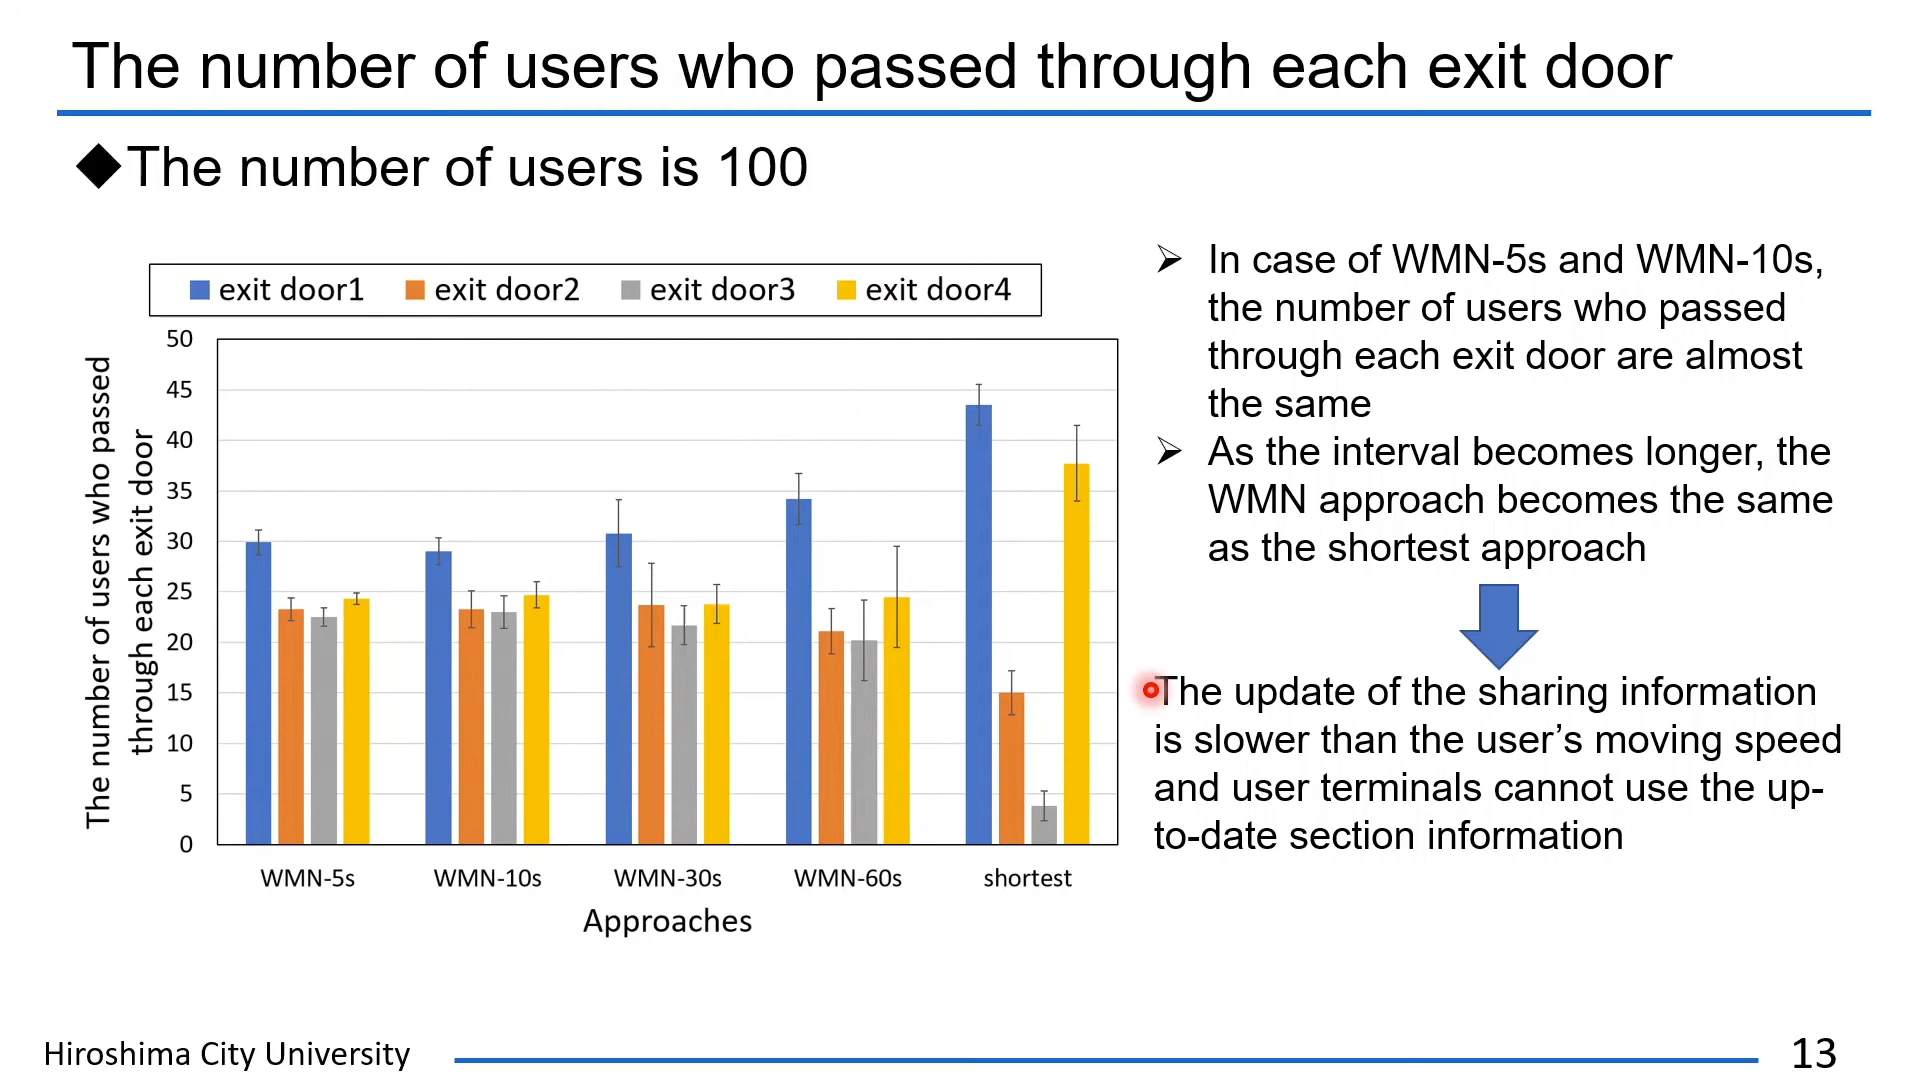 The number of users who passed through each exit door
◆The number of users is 100
exit door1 exit door2 exit door3 exit door4
The number of users who passed
through each exit door
50
45
40
35
30
25
20
15
10
5
0
WMN-5s WMN-10s WMN-30s WMN-60s shortest
Approaches
➢ In case of WMN-5s and WMN-10s,
the number of users who passed
through each exit door are almost
the same
➢ As the interval becomes longer, the
WMN approach becomes the same
as the shortest approach
The update of the sharing information
is slower than the user’s moving speed
and user terminals cannot use the up-
to-date section information
Hiroshima City University
13